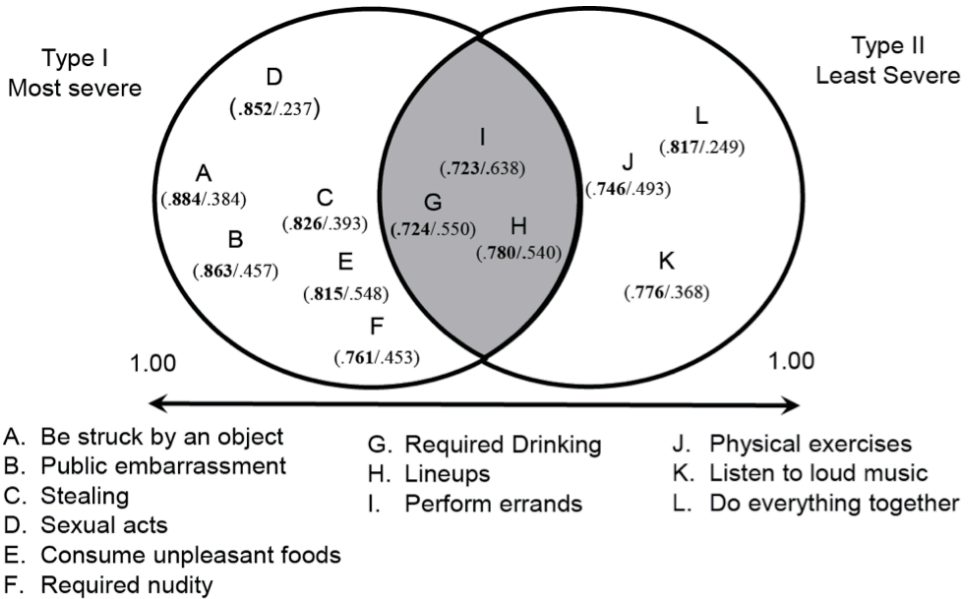 Type I
Most severe
Type II
Least Severe
D
(.852/.237)
L
(.817/.249)
I
(.723/.638)
J
(.746/.493)
A
(.884/.384)
C
(.826/.393)
G
(.724/.550)
H
(.780/.540)
B
(.863/.457)
E
(.815/.548)
K
(.776/.368)
F
(.761/.453)
1.00
1.00
A. Be struck by an object
B. Public embarrassment
C. Stealing
D. Sexual acts
E. Consume unpleasant foods
F. Required nudity
G. Required Drinking
H. Lineups
I. Perform errands
J. Physical exercises
K. Listen to loud music
L. Do everything together